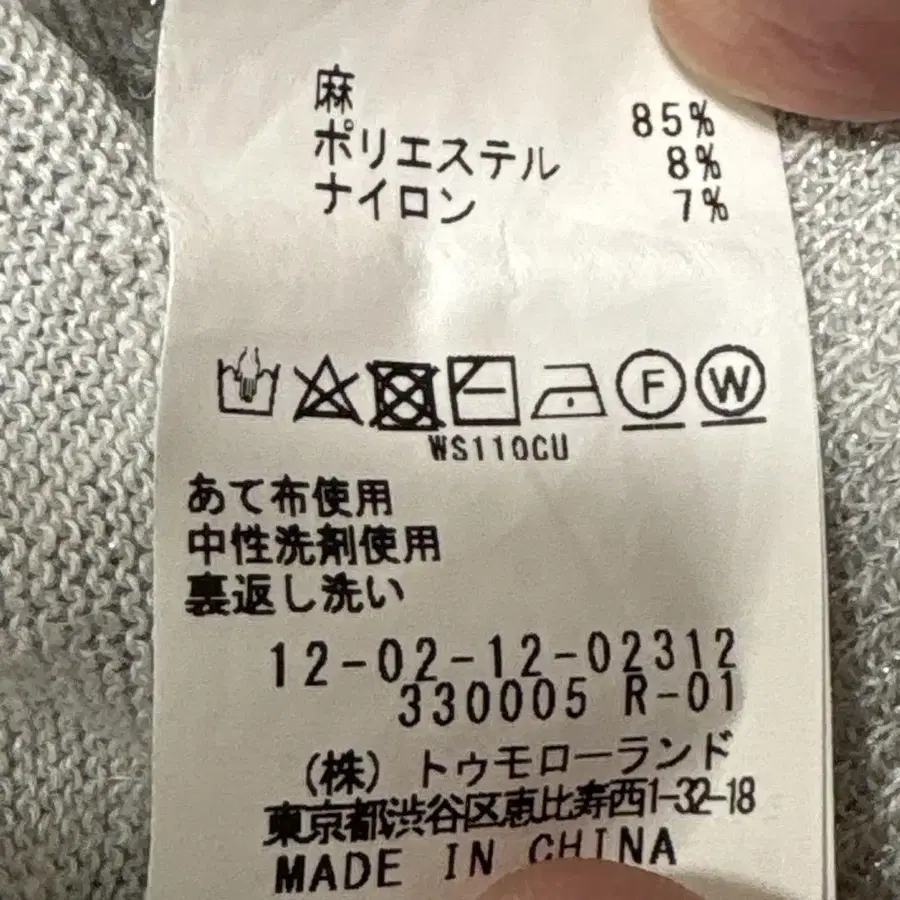 麻 85%
ポリエステル 8%
ナイロン 7%
F W
WS110CU
あて布使用
中性洗剤使用
裏返し洗い
12-02-12-02312
330005 R-01
(株) トゥモローランド
東京都渋谷区恵比寿西1-32-18
MADE IN CHINA